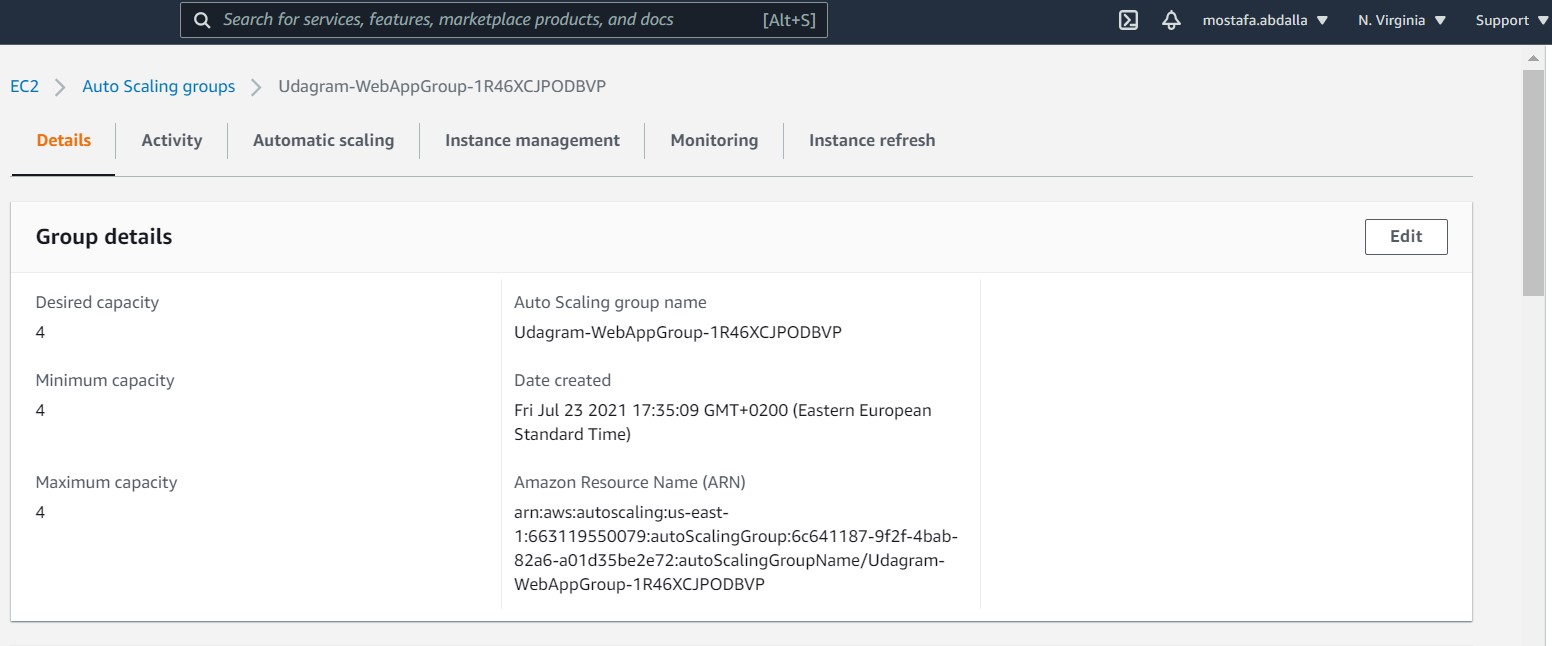 Search for services, features, marketplace products, and docs [Alt+S] mostafa.abdalla N. Virginia Support
EC2 Auto Scaling groups Udagram-WebAppGroup-1R46XCJPODBVP
Details Activity Automatic scaling Instance management Monitoring Instance refresh
Group details Edit
Desired capacity
4
Minimum capacity
4
Maximum capacity
4
Auto Scaling group name
Udagram-WebAppGroup-1R46XCJPODBVP
Date created
Fri Jul 23 2021 17:35:09 GMT+0200 (Eastern European
Standard Time)
Amazon Resource Name (ARN)
arn:aws:autoscaling:us-east-
1:663119550079:autoScalingGroup:6c641187-9f2f-4bab-
82a6-a01d35be2e72:autoScalingGroupName/Udagram-
WebAppGroup-1R46XCJPODBVP